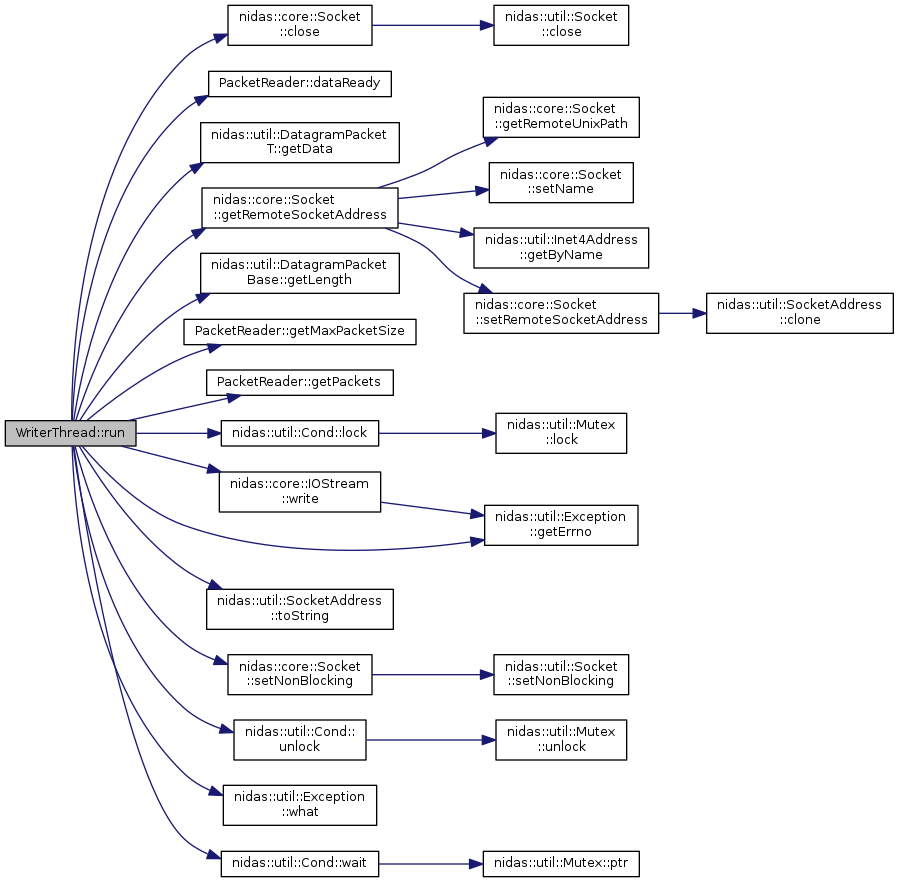 nidas::core::Socket
::close
nidas::util::Socket
::close
PacketReader::dataReady
nidas::core::Socket
::getRemoteUnixPath
nidas::util::DatagramPacket
T::getData
nidas::core::Socket
::setName
nidas::core::Socket
::getRemoteSocketAddress
nidas::util::Inet4Address
::getByName
nidas::util::DatagramPacket
Base::getLength
nidas::core::Socket
::setRemoteSocketAddress
nidas::util::SocketAddress
::clone
PacketReader::getMaxPacketSize
PacketReader::getPackets
WriterThread::run
nidas::util::Cond::lock
nidas::util::Mutex
::lock
nidas::core::IOStream
::write
nidas::util::Exception
::getErrno
nidas::util::SocketAddress
::toString
nidas::core::Socket
::setNonBlocking
nidas::util::Socket
::setNonBlocking
nidas::util::Cond::
unlock
nidas::util::Mutex
::unlock
nidas::util::Exception
::what
nidas::util::Cond::wait
nidas::util::Mutex::ptr